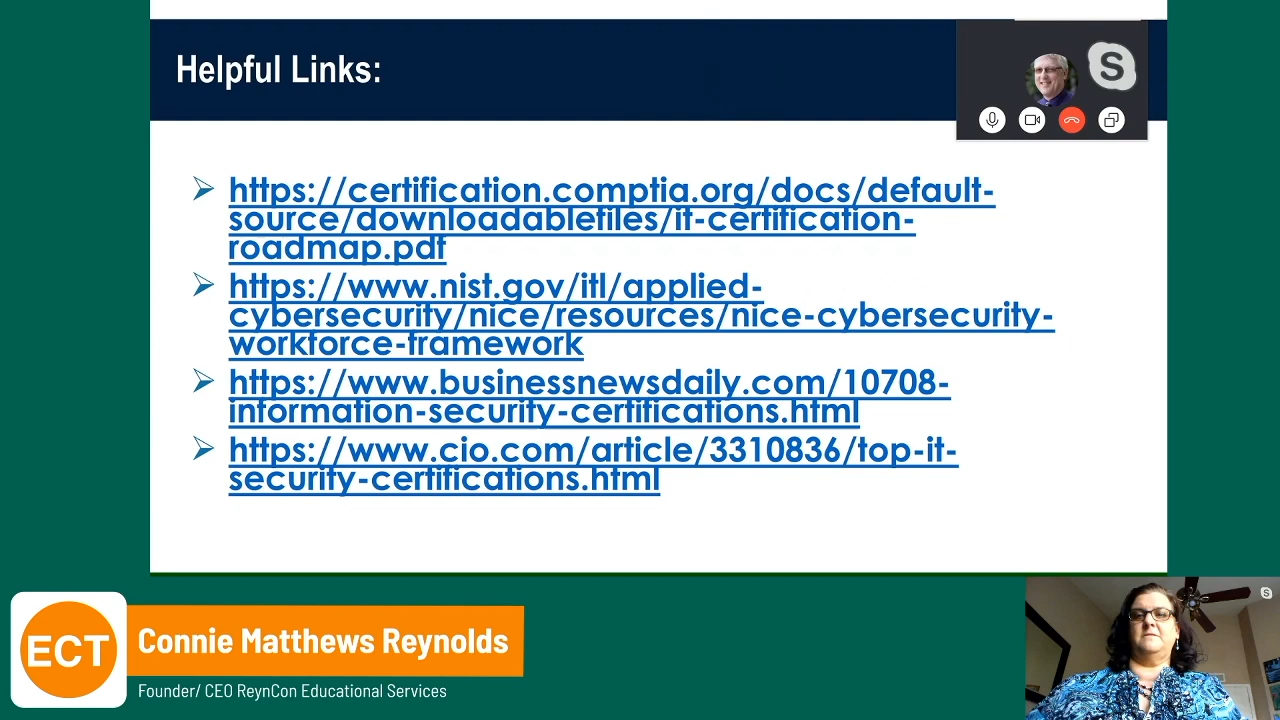 Helpful Links:
S
https://certification.comptia.org/docs/default-
source/downloadablefiles/it-certification-
roadmap.pdf
https://www.nist.gov/itl/applied-
cybersecurity/nice/resources/nice-cybersecurity-
workforce-framework
https://www.businessnewsdaily.com/10708-
information-security-certifications.html
https://www.cio.com/article/3310836/top-it-
security-certifications.html
ECT
Connie Matthews Reynolds
Founder/ CEO ReynCon Educational Services